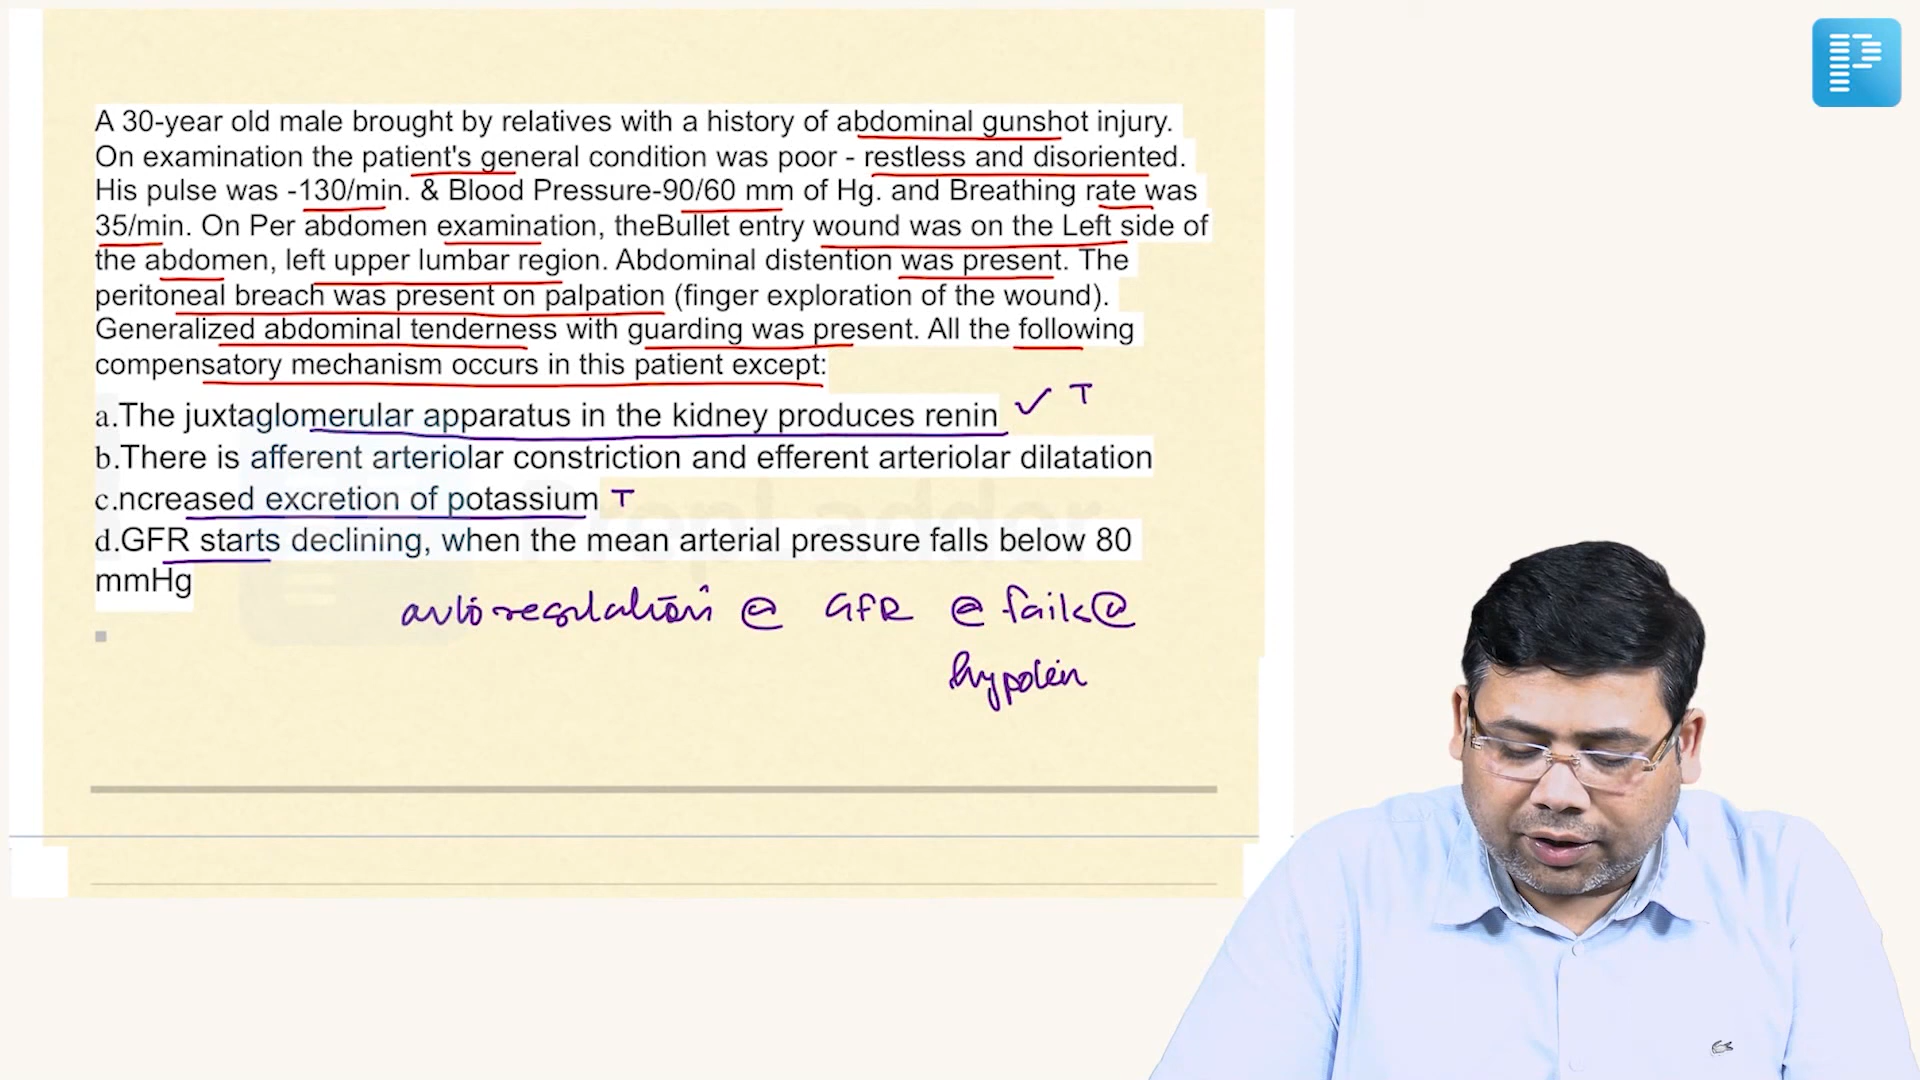 A 30-year old male brought by relatives with a history of abdominal gunshot injury.
On examination the patient's general condition was poor - restless and disoriented.
His pulse was -130/min. & Blood Pressure-90/60 mm of Hg. and Breathing rate was
35/min. On Per abdomen examination, theBullet entry wound was on the Left side of
the abdomen, left upper lumbar region. Abdominal distention was present. The
peritoneal breach was present on palpation (finger exploration of the wound).
Generalized abdominal tenderness with guarding was present. All the following
compensatory mechanism occurs in this patient except:
a.The juxtaglomerular apparatus in the kidney produces renin ✓ T
b.There is afferent arteriolar constriction and efferent arteriolar dilatation
c.ncreased excretion of potassium T
d.GFR starts declining, when the mean arterial pressure falls below 80
mmHg
autoregulation @ GFR @ fails @